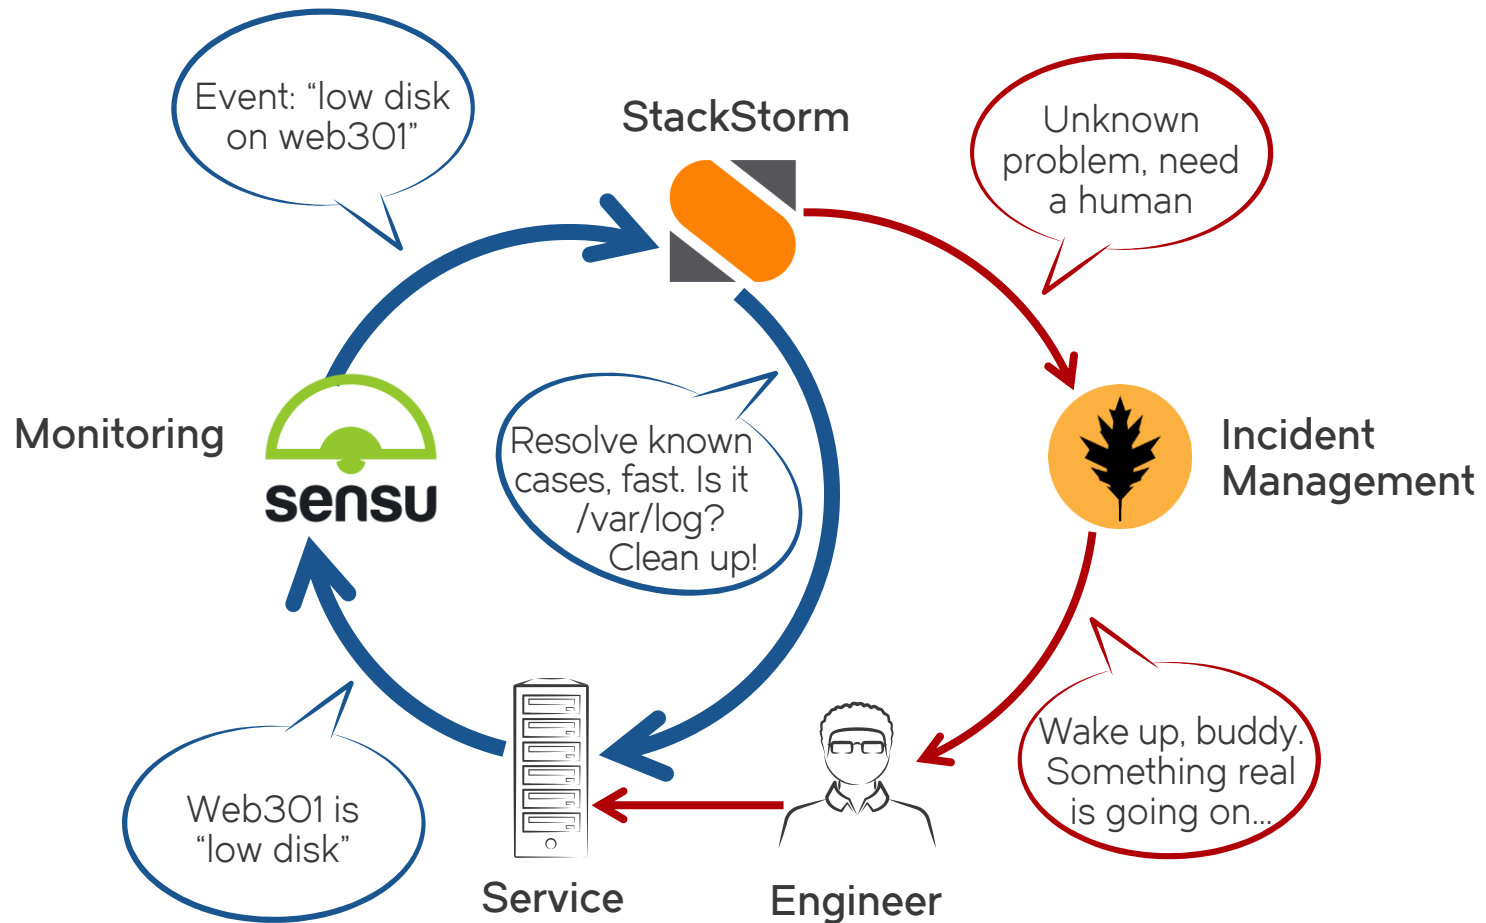 Event: “low disk
on web301”
StackStorm
Unknown
problem, need
a human
Monitoring
sensu
Resolve known
cases, fast. Is it
/var/log?
Clean up!
Incident
Management
Web301 is
“low disk”
Wake up, buddy.
Something real
is going on...
Service
Engineer